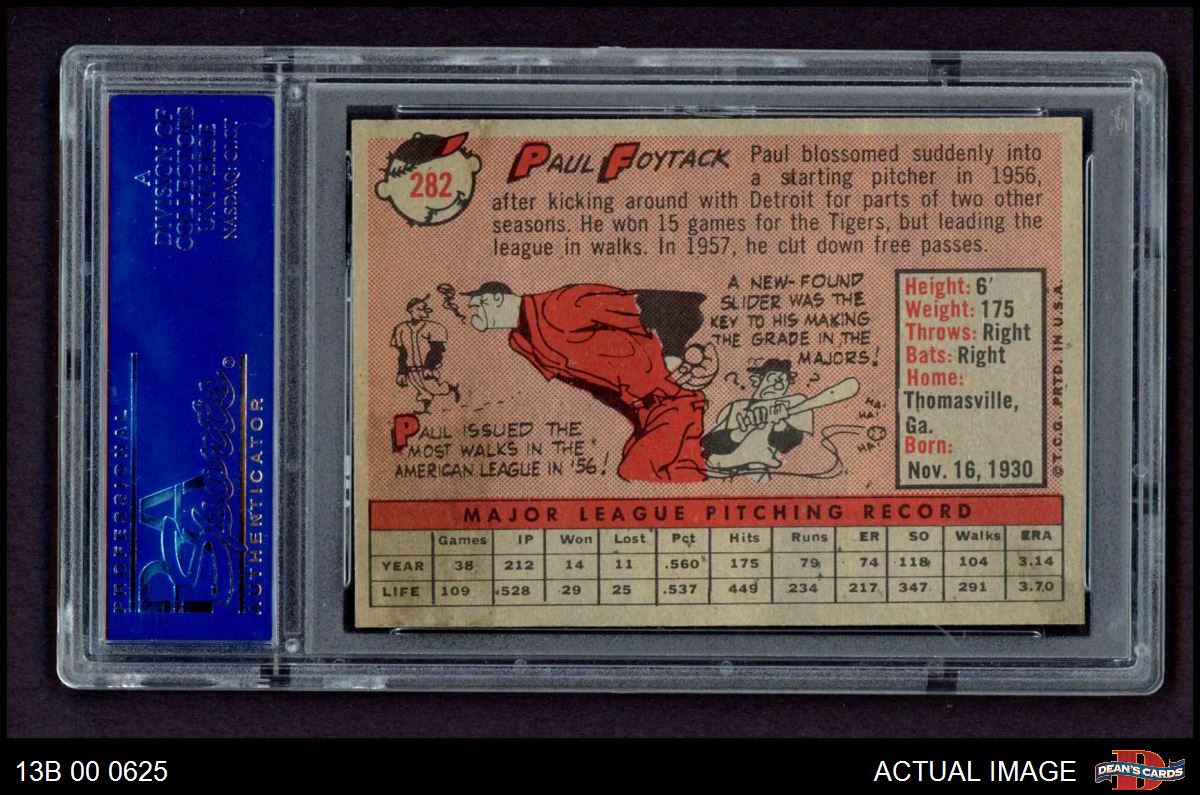 A
DIVISION OF
COLLECTORS
UNIVERSE
NASDAQ:CLCT
PROFESSIONAL
PSA
Sports®
AUTHENTICATOR
282
PAUL FOYTACK
Paul blossomed suddenly into
a starting pitcher in 1956,
after kicking around with Detroit for parts of two other
seasons. He won 15 games for the Tigers, but leading the
league in walks. In 1957, he cut down free passes.
A NEW-FOUND
SLIDER WAS THE
KEY TO HIS MAKING
THE GRADE IN THE
MAJORS!
? ?
HA HA HA HA
PAUL ISSUED THE
MOST WALKS IN THE
AMERICAN LEAGUE IN '56!
Height: 6'
Weight: 175
Throws: Right
Bats: Right
Home:
Thomasville,
Ga.
Born:
Nov. 16, 1930
©T.C.G. PRTD. IN U.S.A.
MAJOR LEAGUE PITCHING RECORD
Games IP Won Lost Pct Hits Runs ER SO Walks ERA
YEAR 38 212 14 11 .560 175 79 74 118 104 3.14
LIFE 109 528 29 25 .537 449 234 217 347 291 3.70
13B 00 0625
ACTUAL IMAGE
D
DEAN'S CARDS